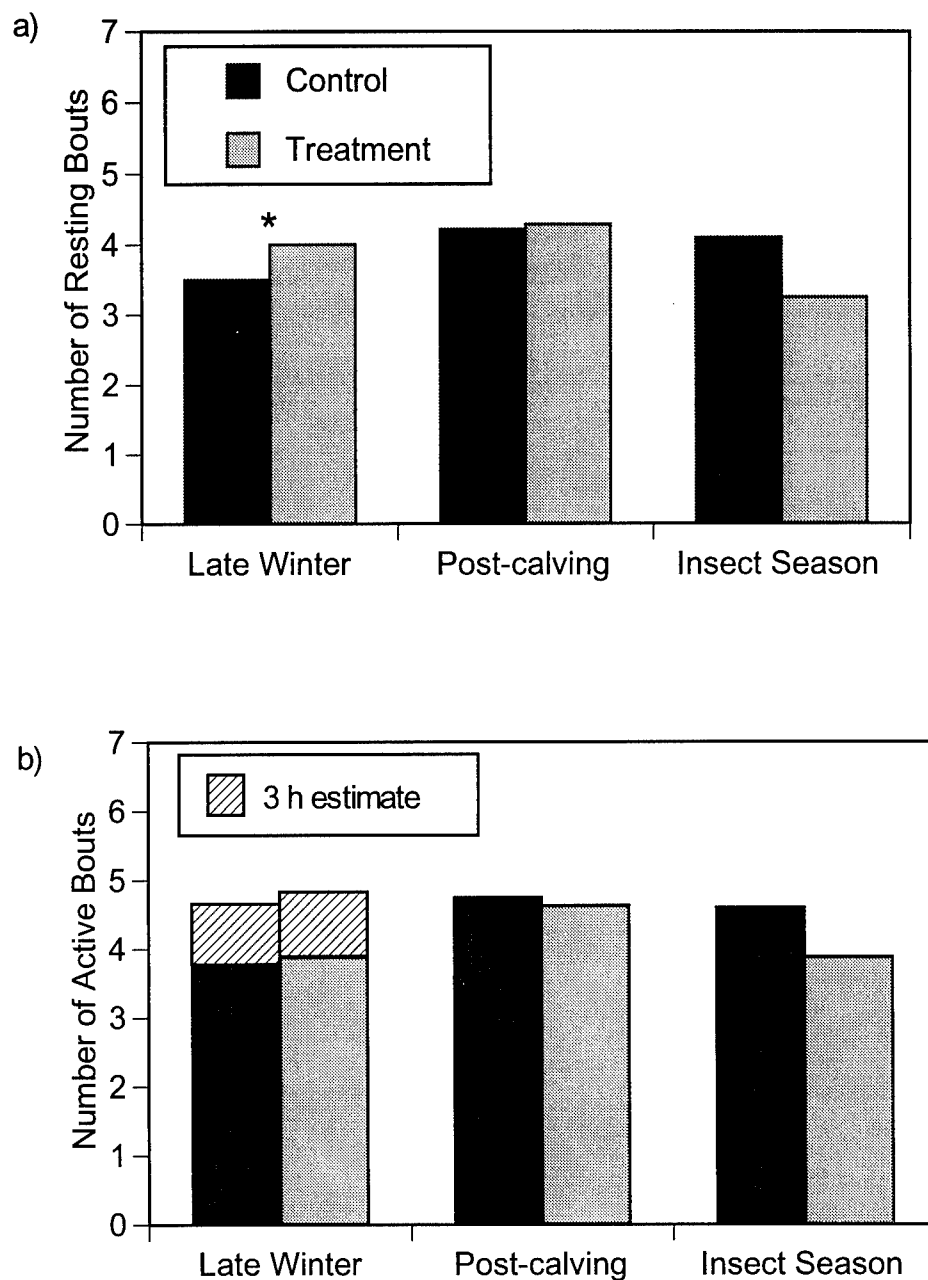 a)
Number of Resting Bouts
7
6
5
4
3
2
1
0
Control
Treatment
*
Late Winter Post-calving Insect Season
b)
Number of Active Bouts
7
6
5
4
3
2
1
0
3 h estimate
Late Winter Post-calving Insect Season